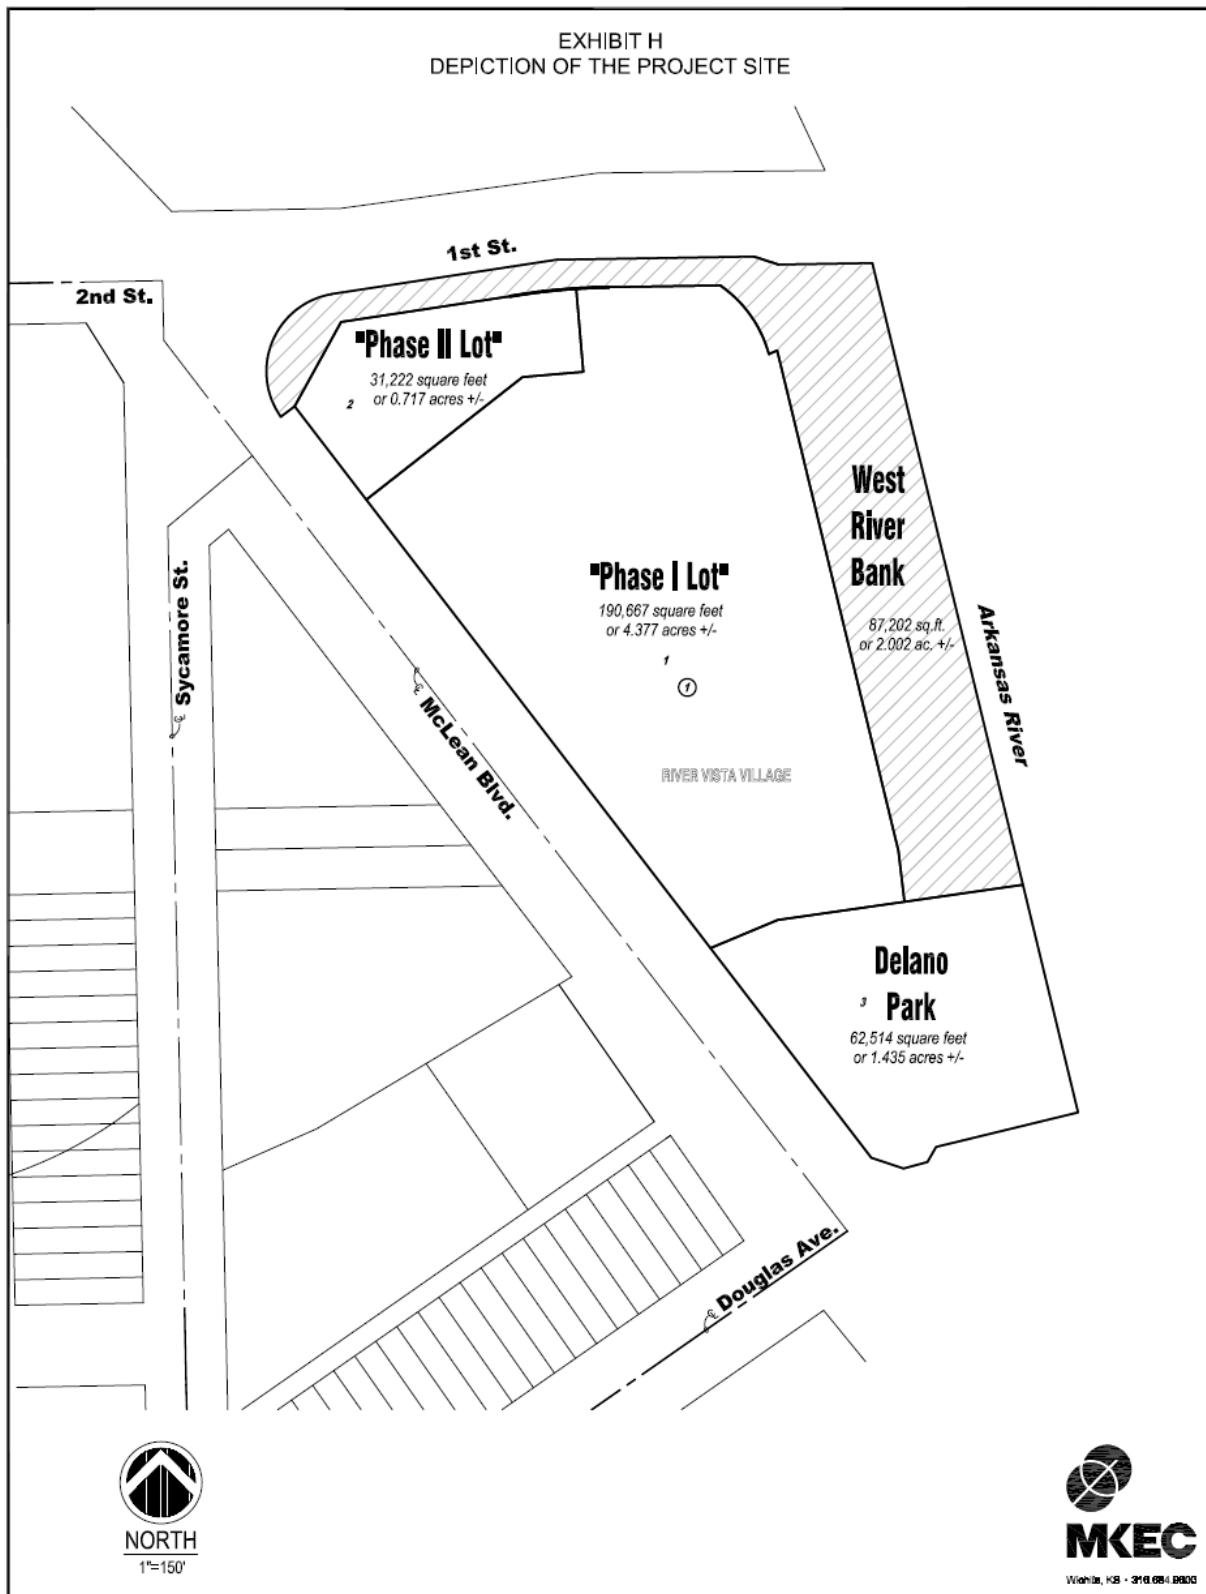 EXHIBIT H
DEPICTION OF THE PROJECT SITE
1st St.
2nd St.
"Phase II Lot"
31,222 square feet
or 0.717 acres +/-
2
West
River
Bank
87,202 sq.ft.
or 2.002 ac. +/-
"Phase I Lot"
190,667 square feet
or 4.377 acres +/-
1
1
RIVER VISTA VILLAGE
Sycamore St.
McLean Blvd.
Arkansas River
Delano
3 Park
62,514 square feet
or 1.435 acres +/-
Douglas Ave.
NORTH
1"=150'
MKEC
Wichita, KS - 316.684.9600